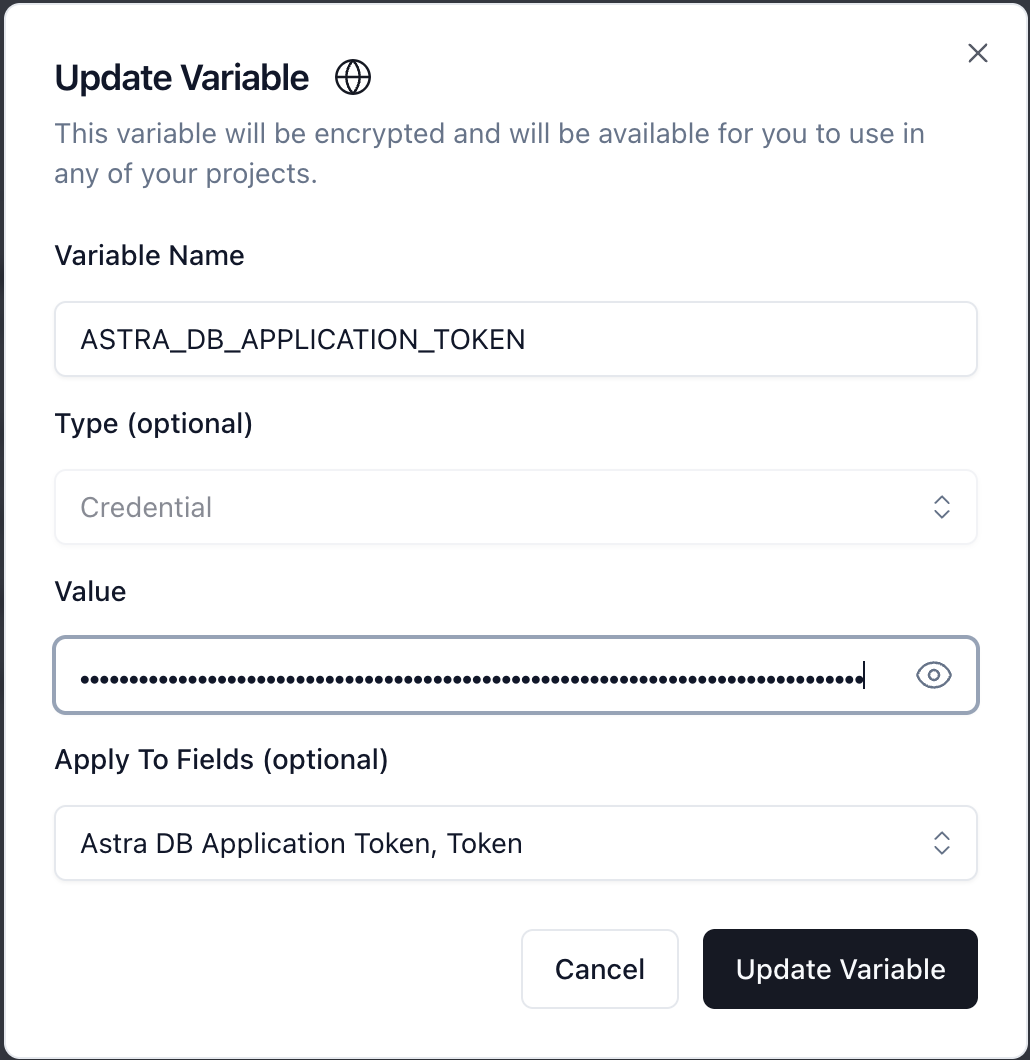 Update Variable
This variable will be encrypted and will be available for you to use in
any of your projects.
Variable Name
ASTRA_DB_APPLICATION_TOKEN
Type (optional)
Credential
Value
Apply To Fields (optional)
Astra DB Application Token, Token
Cancel
Update Variable